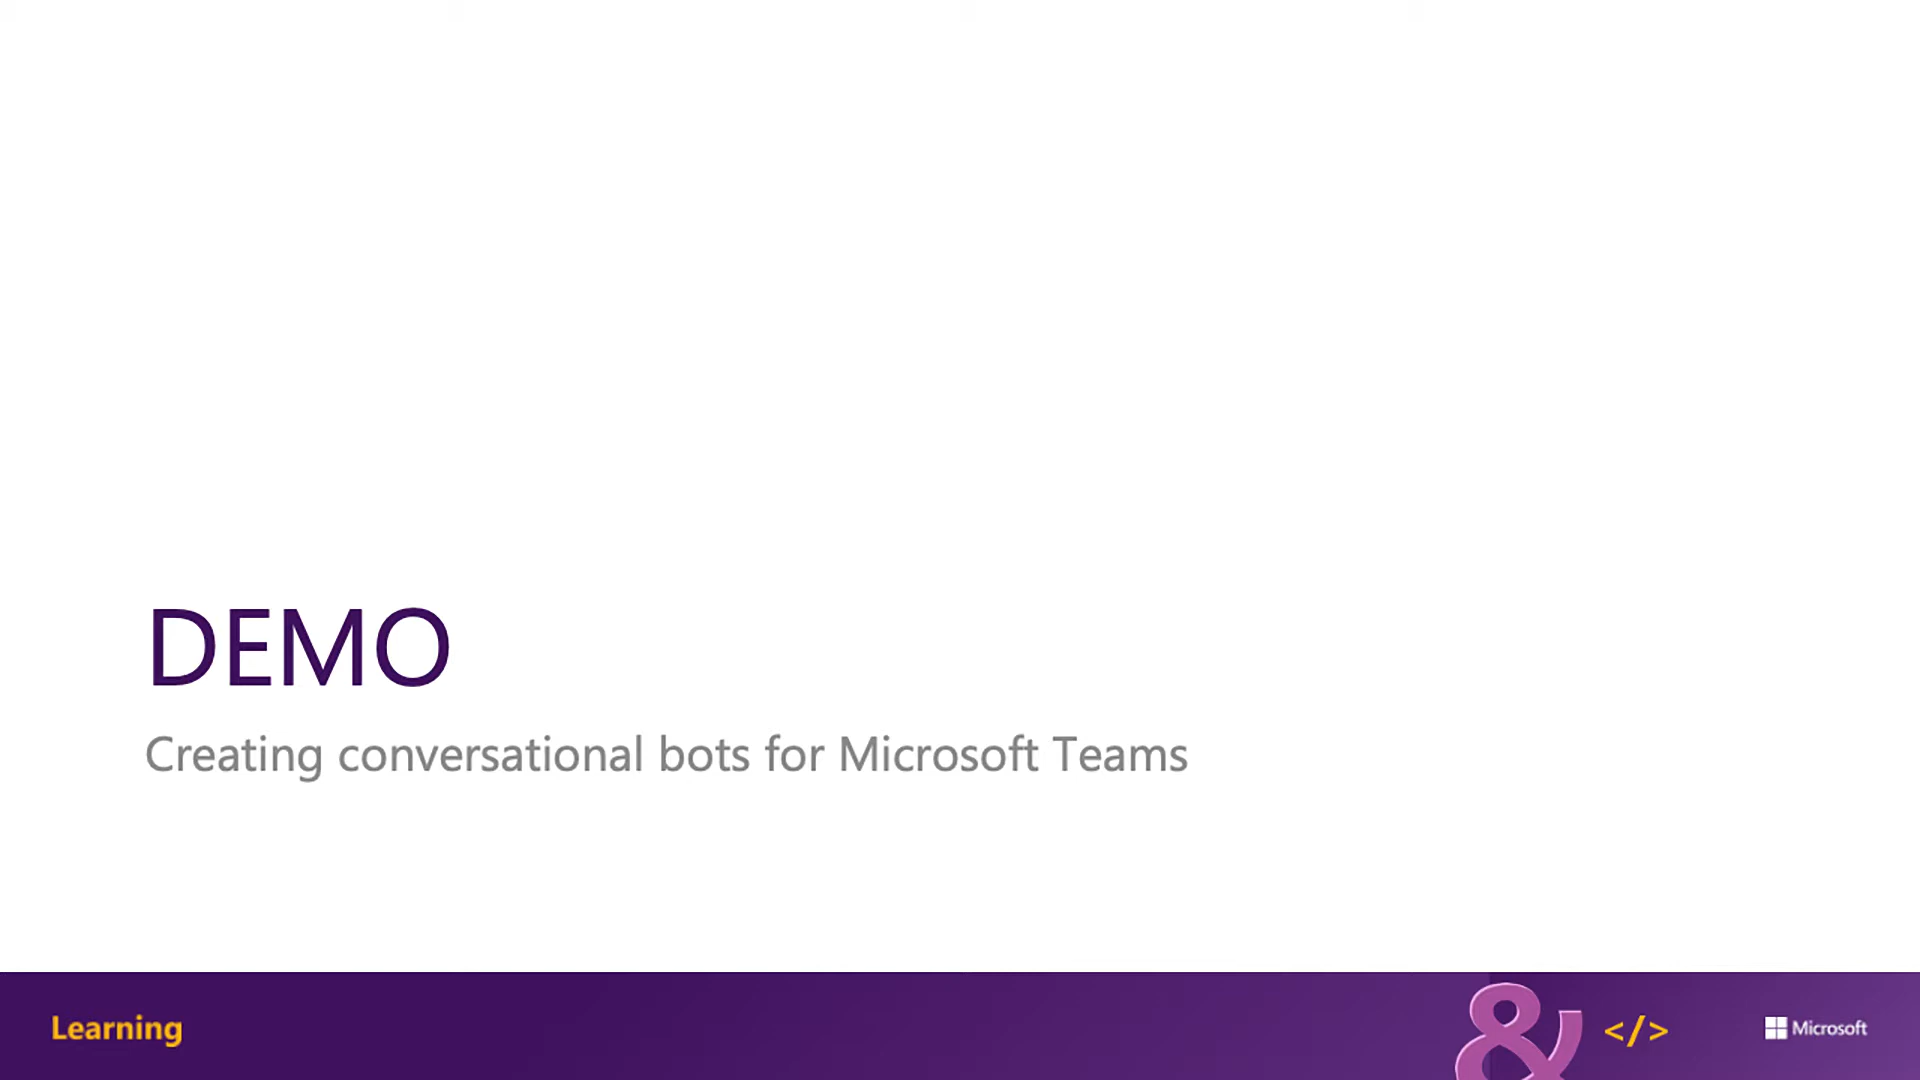 DEMO
Creating conversational bots for Microsoft Teams
Learning
& </>
Microsoft